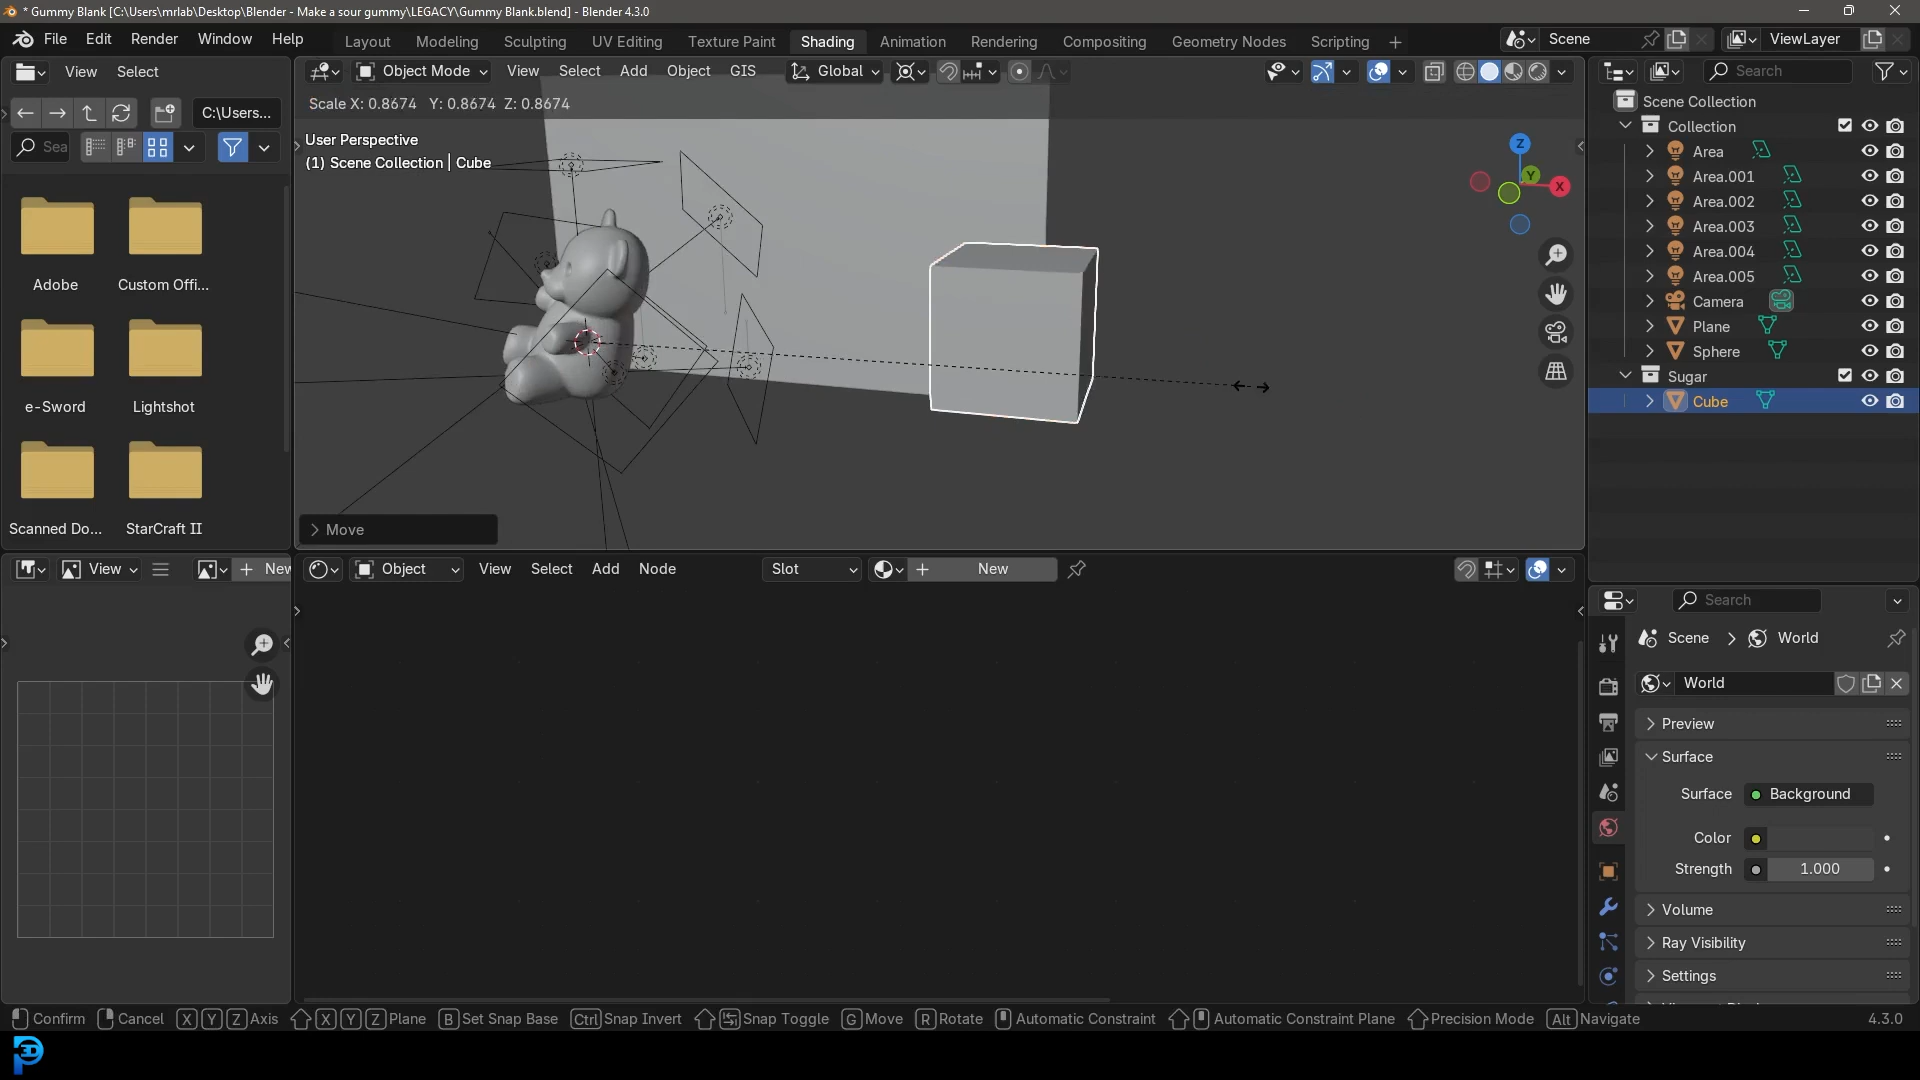 * Gummy Blank [C:\Users\mrlab\Desktop\Blender - Make a sour gummy\LEGACY\Gummy Blank.blend] - Blender 4.3.0
File Edit Render Window Help
Layout Modeling Sculpting UV Editing Texture Paint Shading Animation Rendering Compositing Geometry Nodes Scripting +
Scene
ViewLayer
View Select
C:\Users...
Sea
Adobe
Custom Offi...
e-Sword
Lightshot
Scanned Do...
StarCraft II
Object Mode View Select Add Object GIS Global
Scale X: 0.8674 Y: 0.8674 Z: 0.8674
User Perspective
(1) Scene Collection | Cube
Z
Y
X
Move
Search
Scene Collection
Collection
Area
Area.001
Area.002
Area.003
Area.004
Area.005
Camera
Plane
Sphere
Sugar
Cube
View
+ New
Object View Select Add Node Slot + New
Search
Scene > World
World
Preview
Surface
Surface Background
Color
Strength 1.000
Volume
Ray Visibility
Settings
Confirm Cancel X Y Z Axis X Y Z Plane B Set Snap Base Ctrl Snap Invert Snap Toggle G Move R Rotate Automatic Constraint Automatic Constraint Plane Precision Mode Alt Navigate 4.3.0